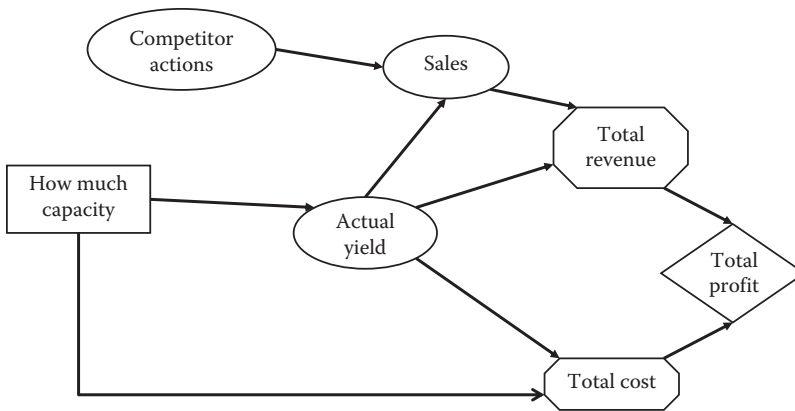 Competitor
actions
Sales
Total
revenue
How much
capacity
Actual
yield
Total
profit
Total cost